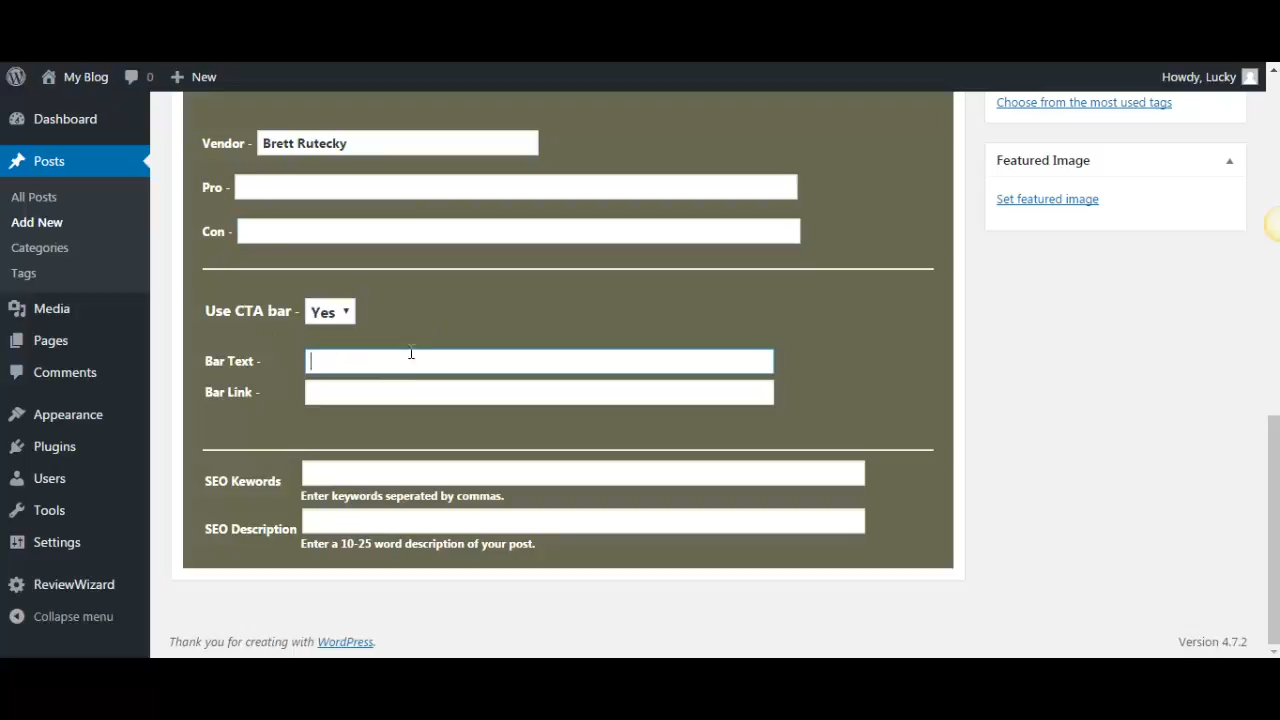 My Blog 0 New Howdy, Lucky
Dashboard
Posts
All Posts
Add New
Categories
Tags
Media
Pages
Comments
Appearance
Plugins
Users
Tools
Settings
ReviewWizard
Collapse menu
Vendor - Brett Rutecky
Pro -
Con -
Use CTA bar - Yes
Bar Text -
Bar Link -
SEO Kewords
Enter keywords seperated by commas.
SEO Description
Enter a 10-25 word description of your post.
Choose from the most used tags
Featured Image
Set featured image
Thank you for creating with WordPress.
Version 4.7.2